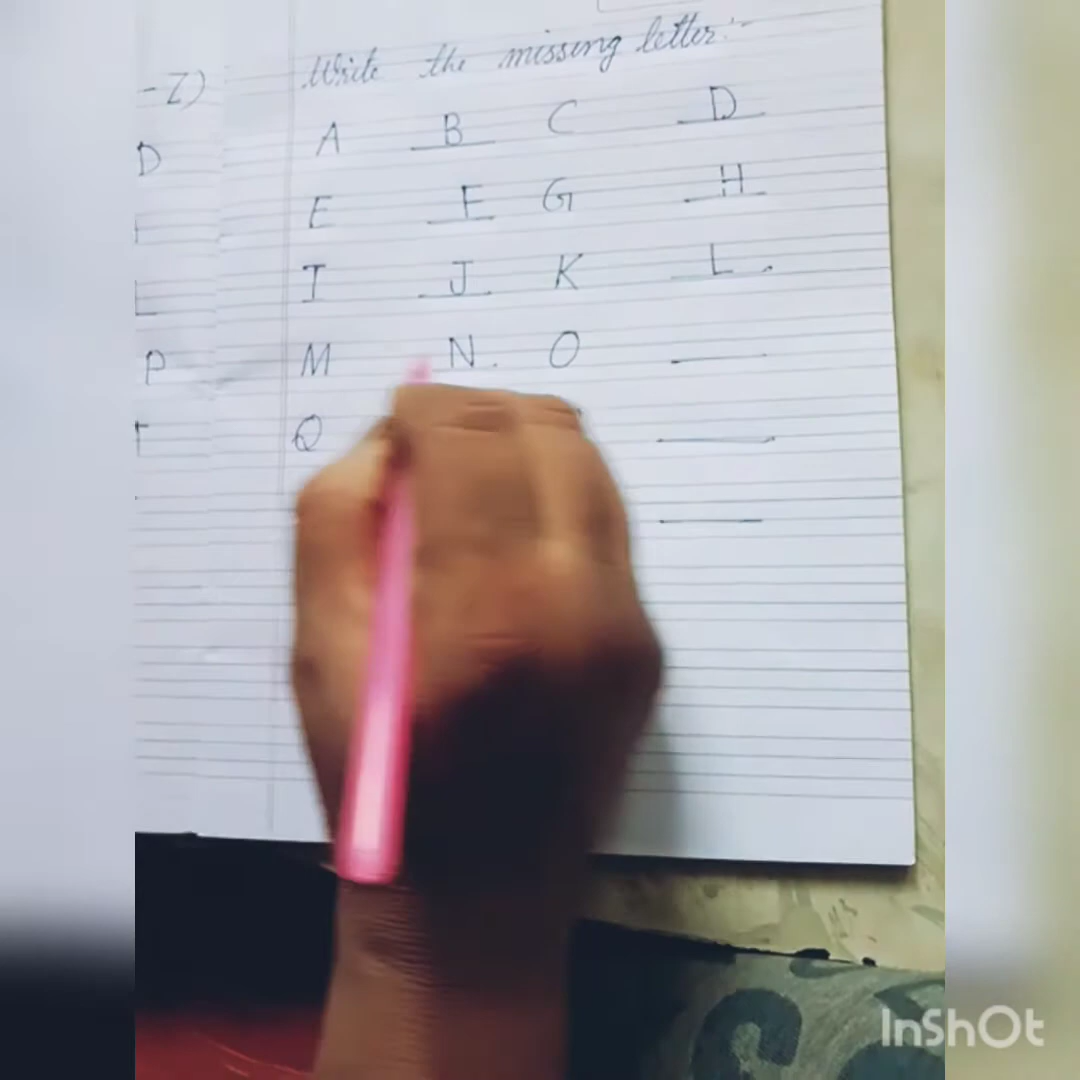 -Z)
Write the missing letter:-
D
A B C D
E F G H
I J K L.
L
P
M N. O
T
Q
InShOt